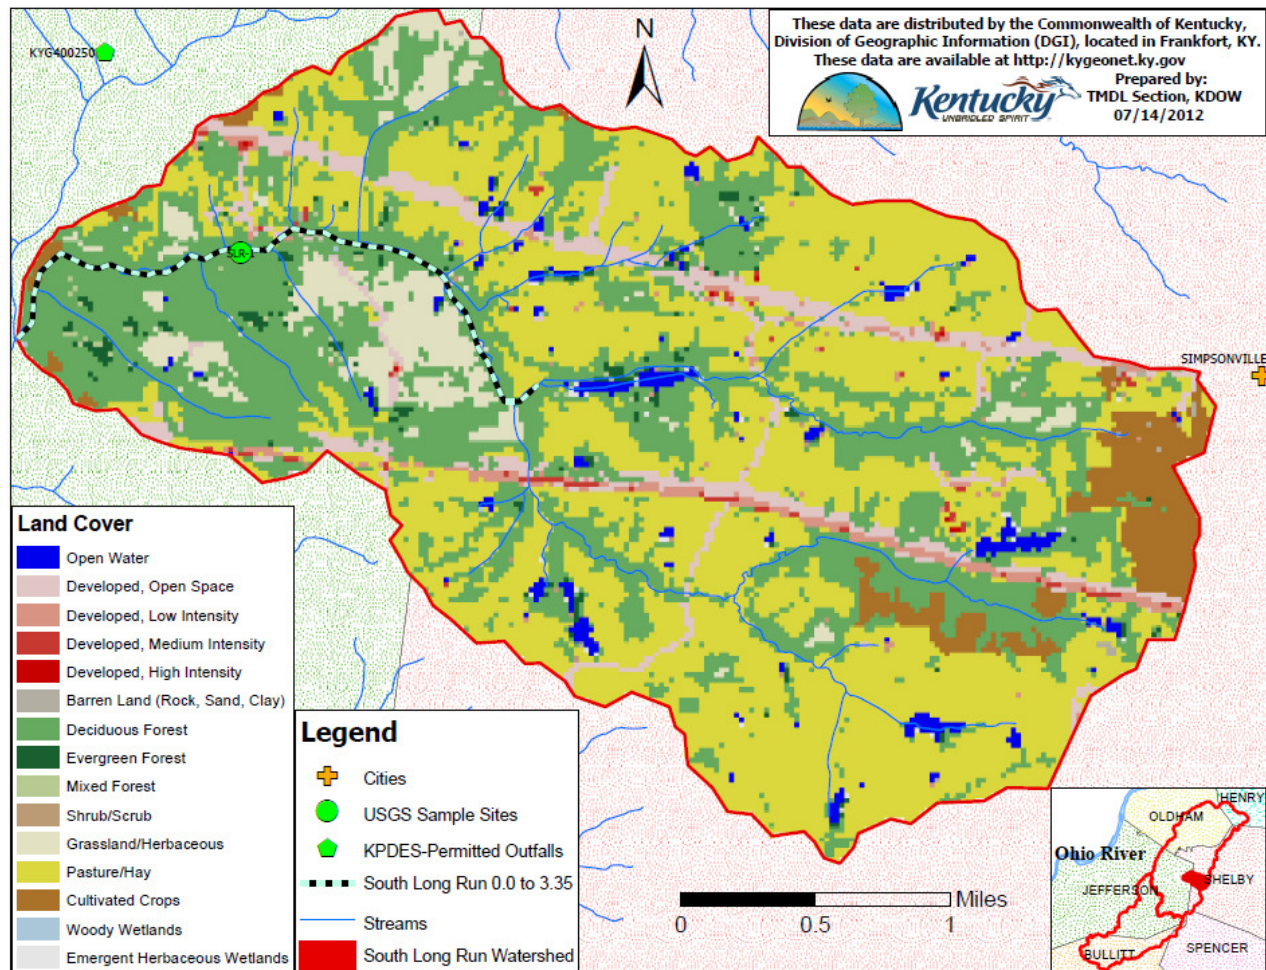 KYG400250
N
These data are distributed by the Commonwealth of Kentucky,
Division of Geographic Information (DGI), located in Frankfort, KY.
These data are available at http://kygeonet.ky.gov
Kentucky
UNBRIDLED SPIRIT
Prepared by:
TMDL Section, KDOW
07/14/2012
SLR-1
SIMPSONVILLE
Land Cover
Open Water
Developed, Open Space
Developed, Low Intensity
Developed, Medium Intensity
Developed, High Intensity
Barren Land (Rock, Sand, Clay)
Deciduous Forest
Evergreen Forest
Mixed Forest
Shrub/Scrub
Grassland/Herbaceous
Pasture/Hay
Cultivated Crops
Woody Wetlands
Emergent Herbaceous Wetlands
Legend
Cities
USGS Sample Sites
KPDES-Permitted Outfalls
South Long Run 0.0 to 3.35
Streams
South Long Run Watershed
Miles
0 0.5 1
HENRY
OLDHAM
Ohio River
JEFFERSON
SHELBY
BULLITT
SPENCER